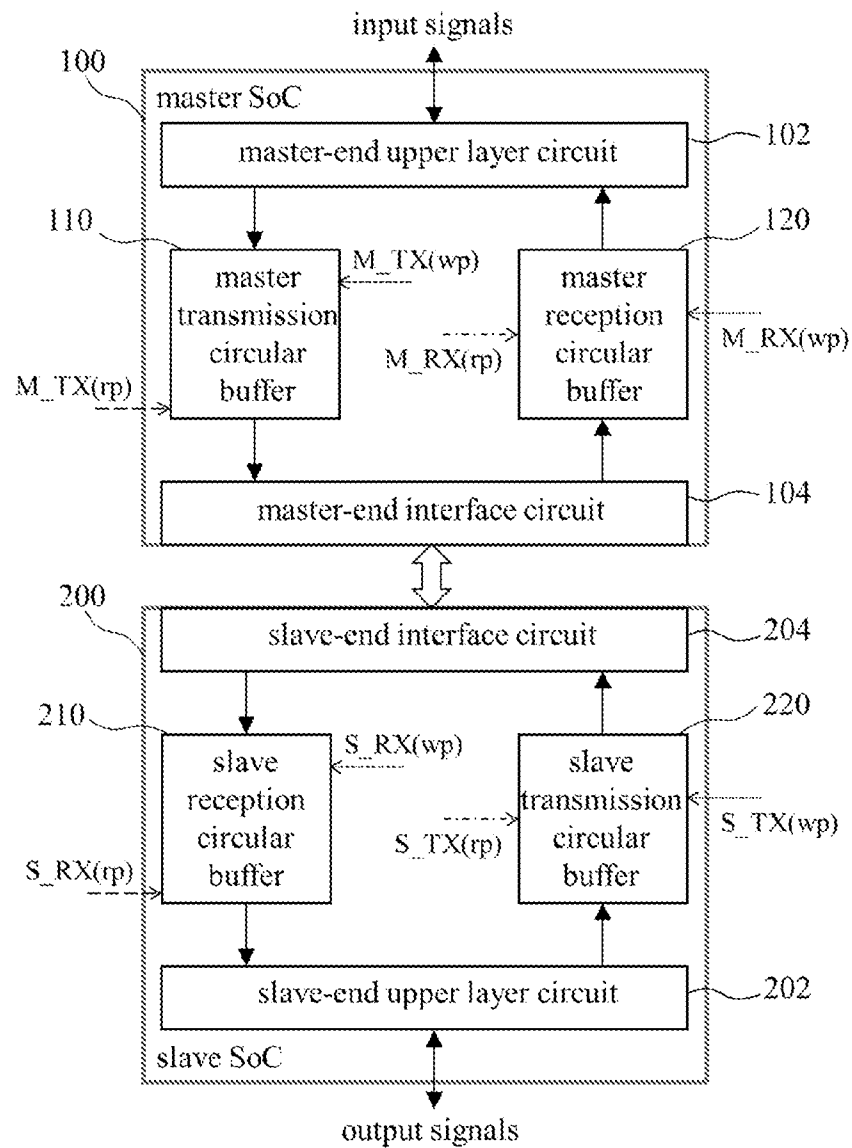 input signals
100
master SoC
master-end upper layer circuit
102
110
120
master
transmission
circular
buffer
M_TX(wp)
M_TX(rp)
master
reception
circular
buffer
M_RX(rp)
M_RX(wp)
master-end interface circuit
104
200
slave-end interface circuit
204
210
220
slave
reception
circular
buffer
S_RX(wp)
S_RX(rp)
slave
transmission
circular
buffer
S_TX(rp)
S_TX(wp)
slave-end upper layer circuit
202
slave SoC
output signals